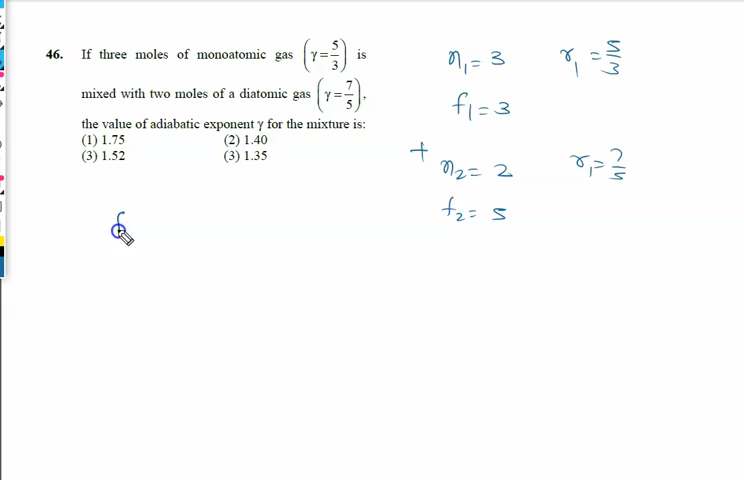 46. If three moles of monoatomic gas (γ = 5/3) is
mixed with two moles of a diatomic gas (γ = 7/5),
the value of adiabatic exponent γ for the mixture is:
(1) 1.75 (2) 1.40
(3) 1.52 (3) 1.35
n₁ = 3 r₁ = 5/3
f₁ = 3
+
n₂ = 2 r₁ = 7/5
f₂ = 5
f